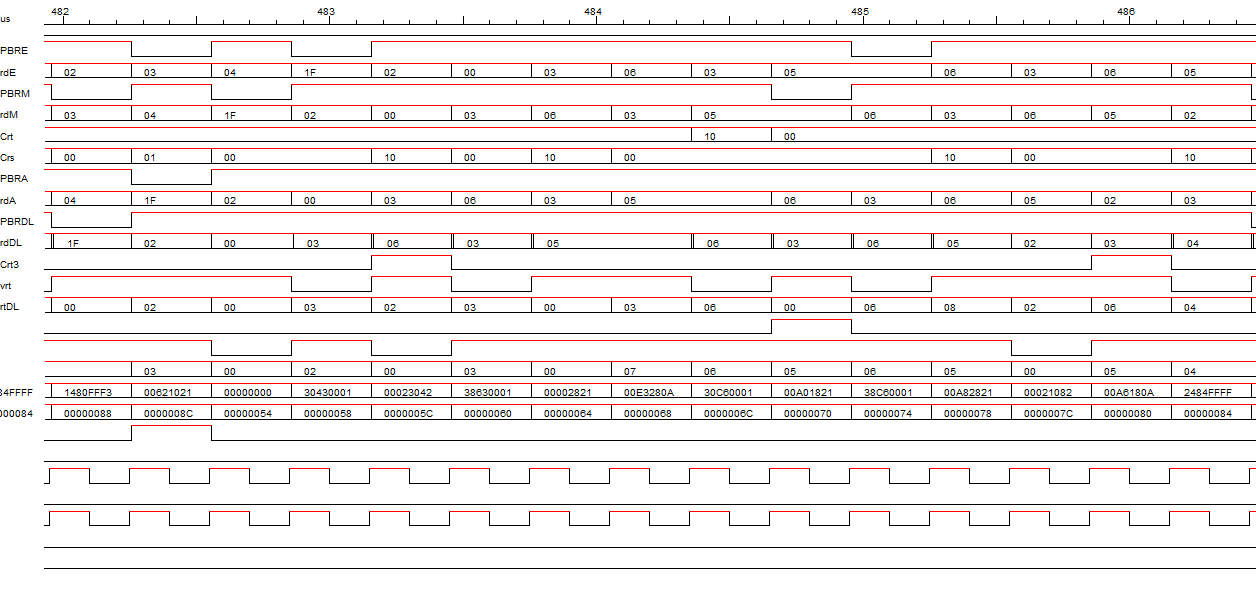 482 483 484 485 486
us
PBRE
rdE 02 03 04 1F 02 00 03 06 03 05 06 03 06 05
PBRM
rdM 03 04 1F 02 00 03 06 03 05 06 03 06 05 02
Crt 10 00
Crs 00 01 00 10 00 10 00 10 00 10
PBRA
rdA 04 1F 02 00 03 06 03 05 06 03 06 05 02 03
PBRDL
rdDL 1F 02 00 03 06 03 05 06 03 06 05 02 03 04
Crt3
vrt
rtDL 00 02 00 03 02 03 00 03 06 00 06 08 02 06 04
03 00 02 00 03 00 07 06 05 06 05 00 05 04
34FFFF 1480FFF3 00621021 00000000 30430001 00023042 38630001 00002821 00E3280A 30C60001 00A01821 38C60001 00A82821 00021082 00A6180A 2484FFFF
000084 00000088 0000008C 00000054 00000058 0000005C 00000060 00000064 00000068 0000006C 00000070 00000074 00000078 0000007C 00000080 00000084